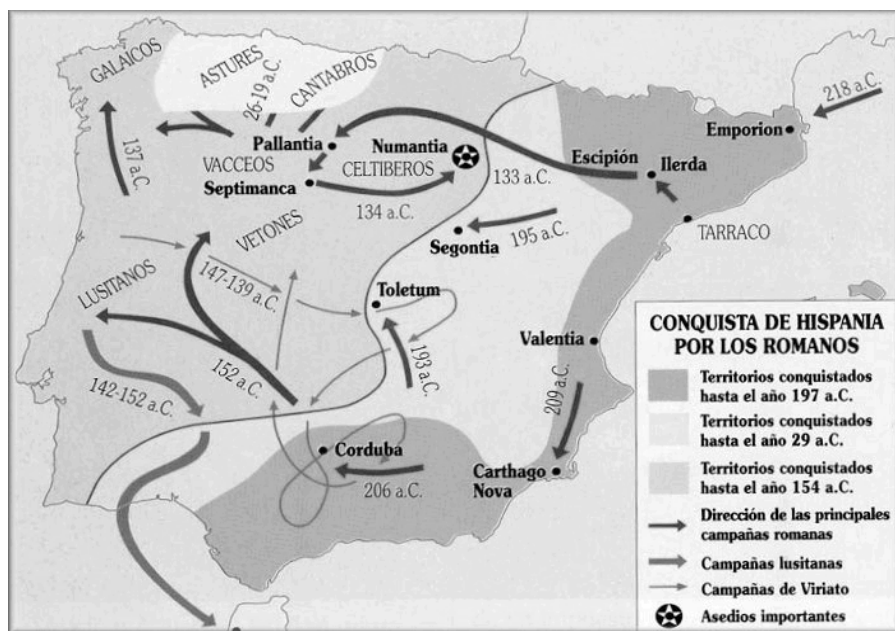 GALAICOS
ASTURES
26-19 a.C.
CANTABROS
218 a.C.
137 a.C.
Pallantia
Numantia
Emporion
VACCEOS
CELTIBEROS
Escipión
Ilerda
Septimanca
133 a.C.
134 a.C.
195 a.C.
TARRACO
VETONES
Segontia
LUSITANOS
147-139 a.C.
Toletum
Valentia
152 a.C.
193 a.C.
142-152 a.C.
209 a.C.
Corduba
206 a.C.
Carthago
Nova
CONQUISTA DE HISPANIA
POR LOS ROMANOS
Territorios conquistados
hasta el año 197 a.C.
Territorios conquistados
hasta el año 29 a.C.
Territorios conquistados
hasta el año 154 a.C.
Dirección de las principales
campañas romanas
Campañas lusitanas
Campañas de Viriato
Asedios importantes